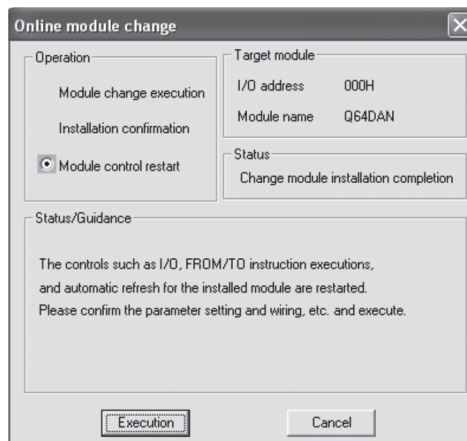 Online module change
Operation
Module change execution
Installation confirmation
Module control restart
Target module
I/O address 000H
Module name Q64DAN
Status
Change module installation completion
Status/Guidance
The controls such as I/O, FROM/TO instruction executions,
and automatic refresh for the installed module are restarted.
Please confirm the parameter setting and wiring, etc. and execute.
Execution
Cancel